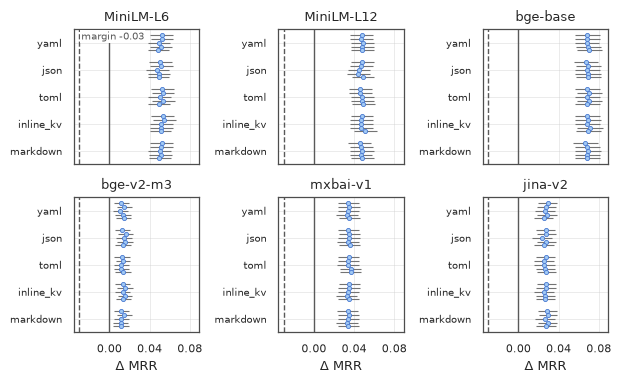 MiniLM-L6
MiniLM-L12
bge-base
margin -0.03
yaml
json
toml
inline_kv
markdown
yaml
json
toml
inline_kv
markdown
yaml
json
toml
inline_kv
markdown
bge-v2-m3
mxbai-v1
jina-v2
yaml
json
toml
inline_kv
markdown
yaml
json
toml
inline_kv
markdown
yaml
json
toml
inline_kv
markdown
0.00 0.04 0.08
0.00 0.04 0.08
0.00 0.04 0.08
Δ MRR
Δ MRR
Δ MRR